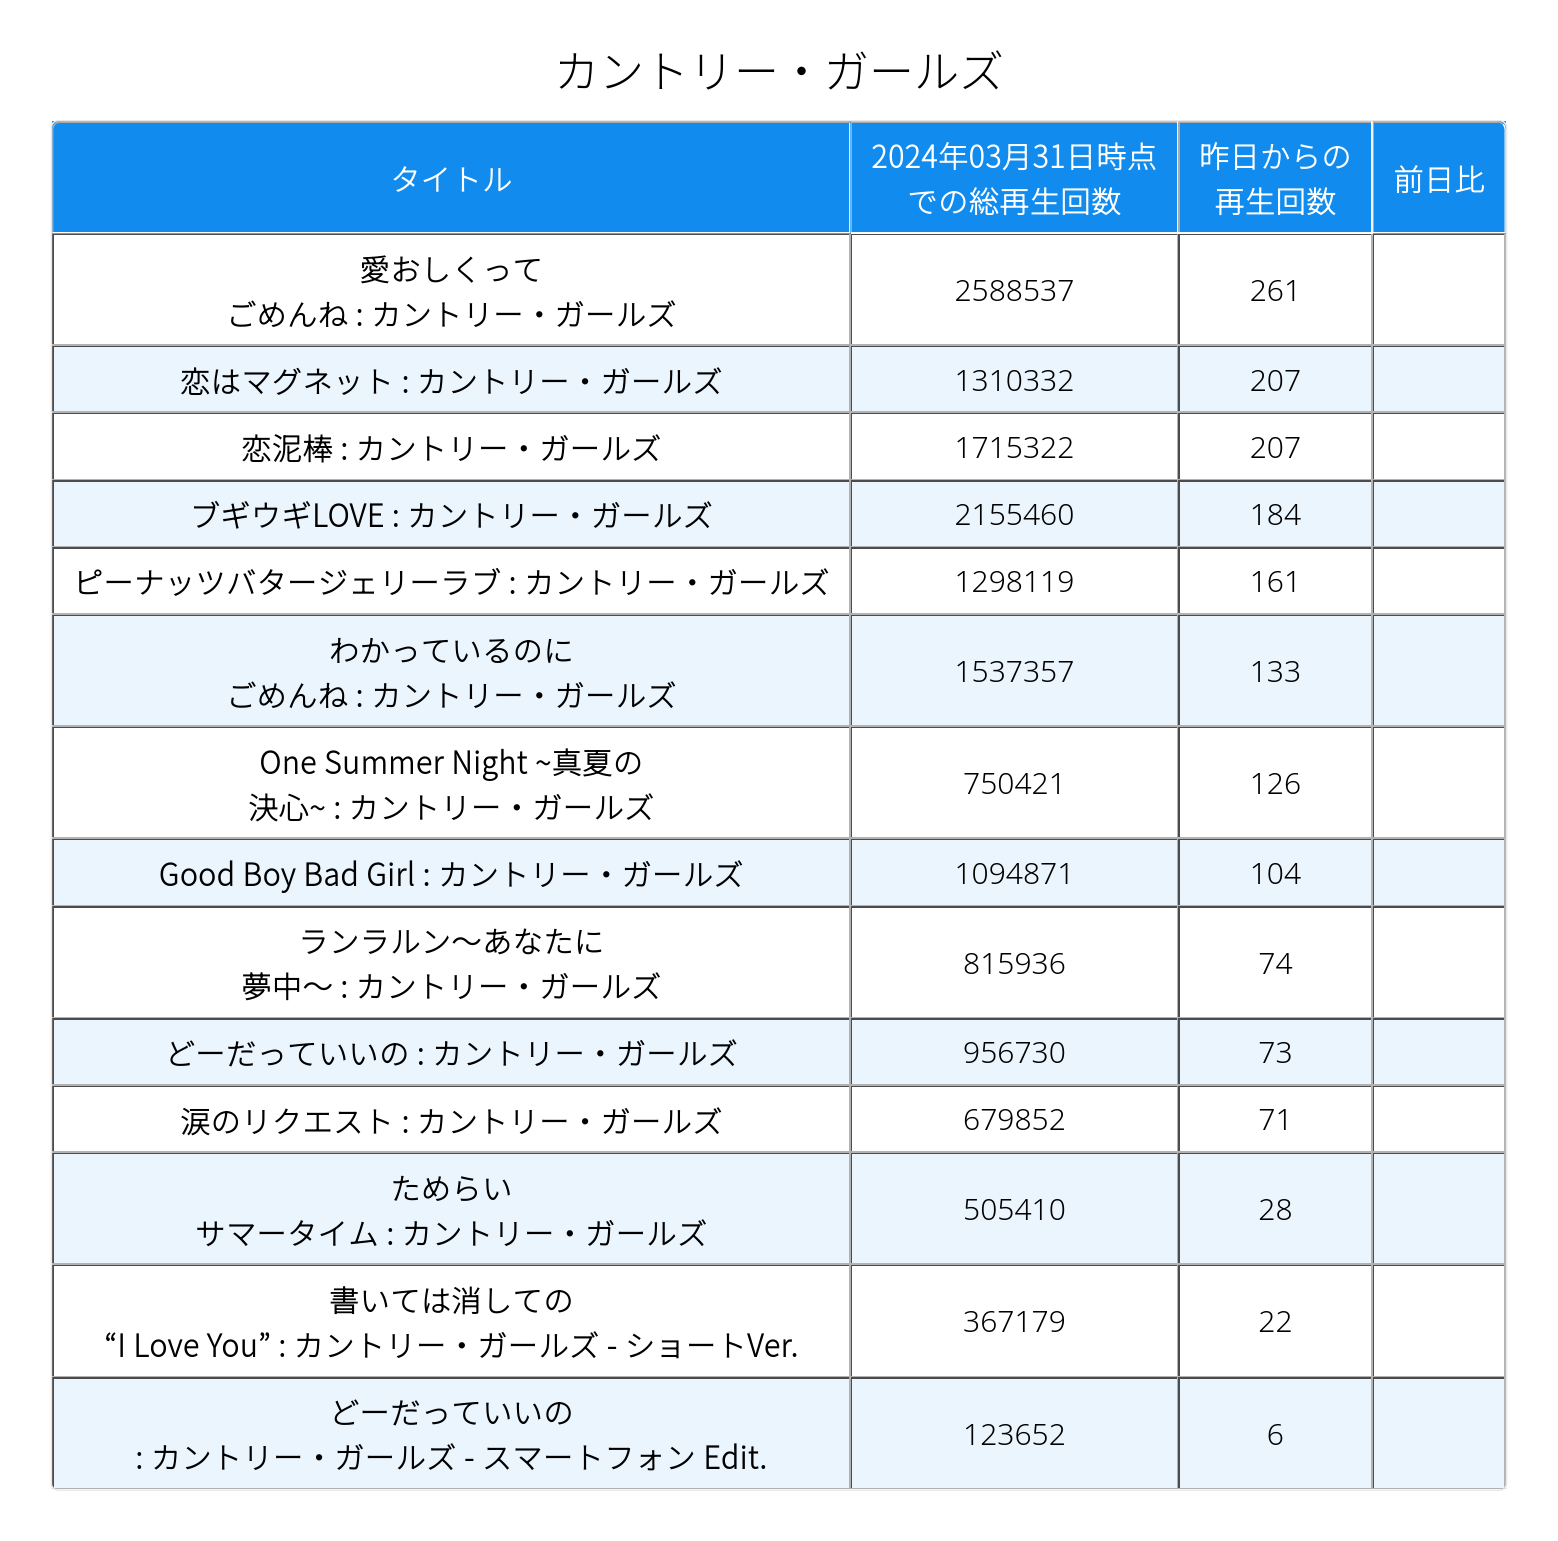 カントリー・ガールズ
タイトル
2024年03月31日時点
での総再生回数
昨日からの
再生回数
前日比
愛おしくって
ごめんね : カントリー・ガールズ
2588537
261
恋はマグネット : カントリー・ガールズ
1310332
207
恋泥棒 : カントリー・ガールズ
1715322
207
ブギウギLOVE : カントリー・ガールズ
2155460
184
ピーナッツバタージェリーラブ : カントリー・ガールズ
1298119
161
わかっているのに
ごめんね : カントリー・ガールズ
1537357
133
One Summer Night ~真夏の
決心~ : カントリー・ガールズ
750421
126
Good Boy Bad Girl : カントリー・ガールズ
1094871
104
ランラルン〜あなたに
夢中〜 : カントリー・ガールズ
815936
74
どーだっていいの : カントリー・ガールズ
956730
73
涙のリクエスト : カントリー・ガールズ
679852
71
ためらい
サマータイム : カントリー・ガールズ
505410
28
書いては消しての
“I Love You” : カントリー・ガールズ - ショートVer.
367179
22
どーだっていいの
: カントリー・ガールズ - スマートフォン Edit.
123652
6